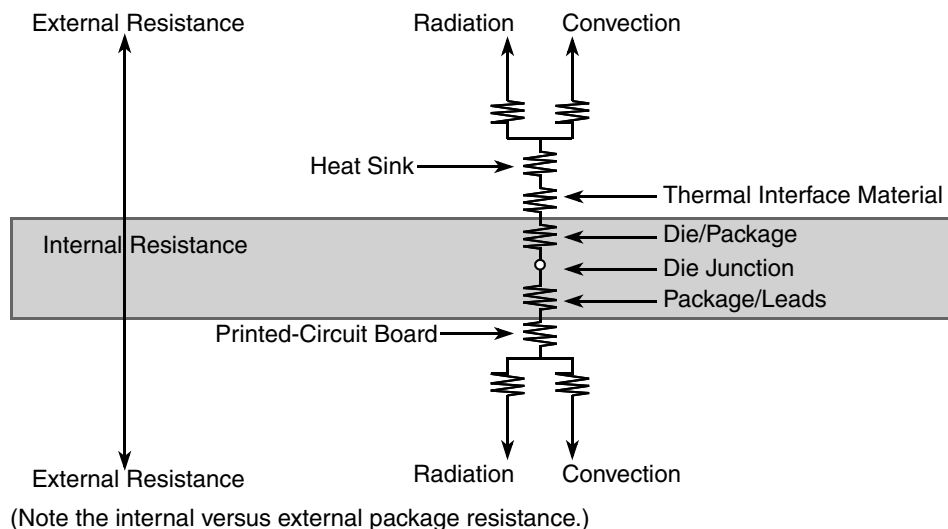 External Resistance
Radiation
Convection
Heat Sink
Thermal Interface Material
Internal Resistance
Die/Package
Die Junction
Package/Leads
Printed-Circuit Board
External Resistance
Radiation
Convection
(Note the internal versus external package resistance.)